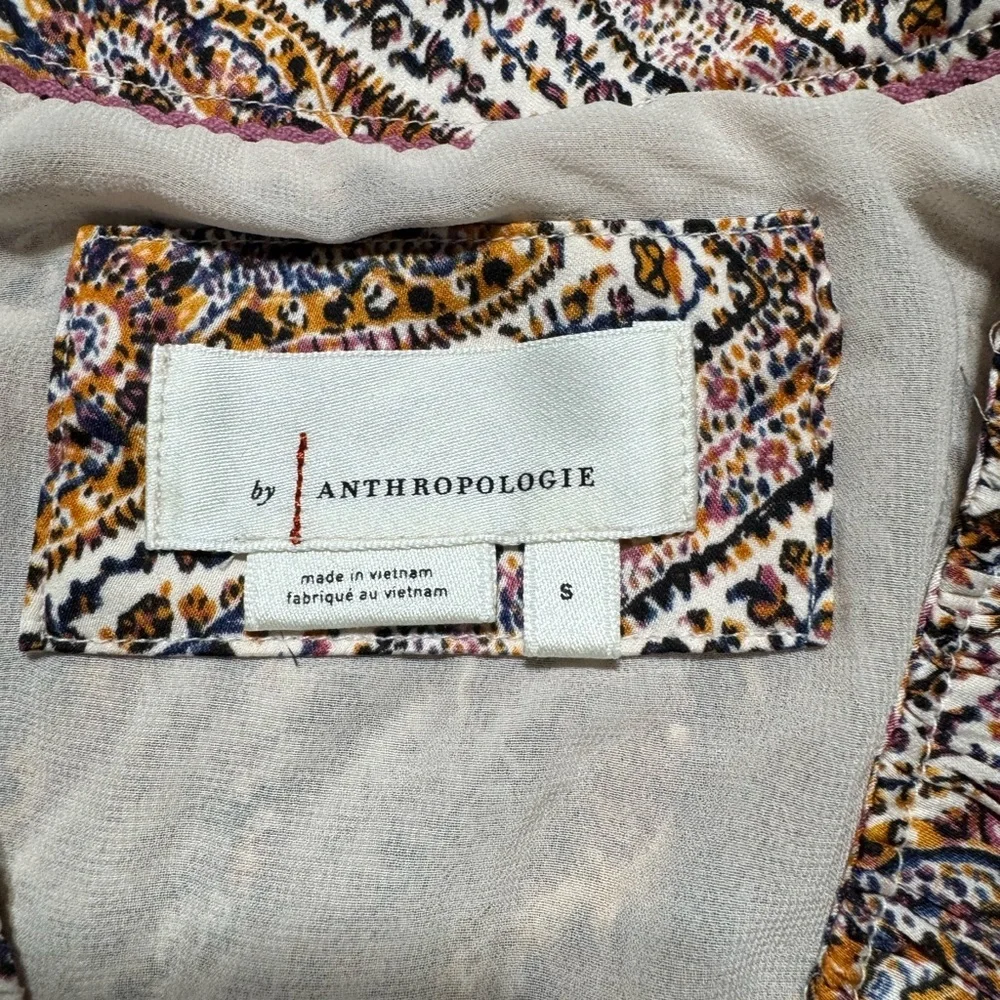 by ANTHROPOLOGIE
made in vietnam
fabriqué au vietnam
S